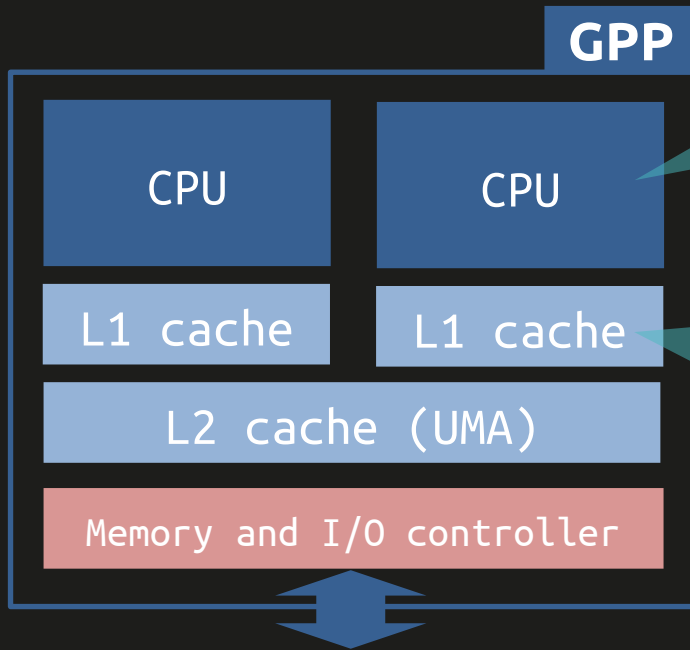 GPP
CPU
CPU
L1 cache
L1 cache
L2 cache (UMA)
Memory and I/O controller